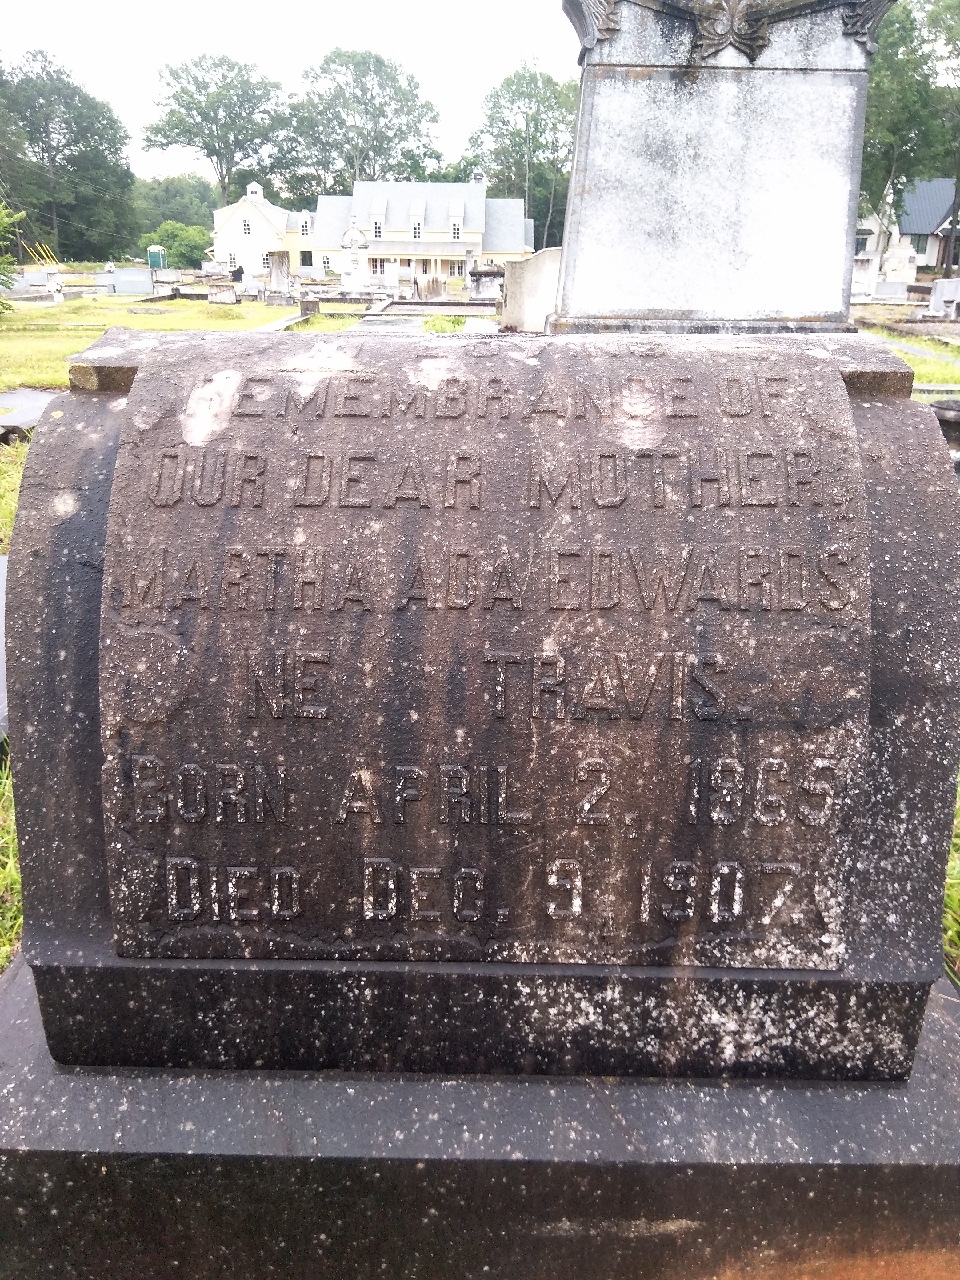 REMEMBRANCE OF
OUR DEAR MOTHER,
MARTHA ADA EDWARDS
NE TRAVIS.
BORN APRIL 2, 1865
DIED DEC. 9, 1907